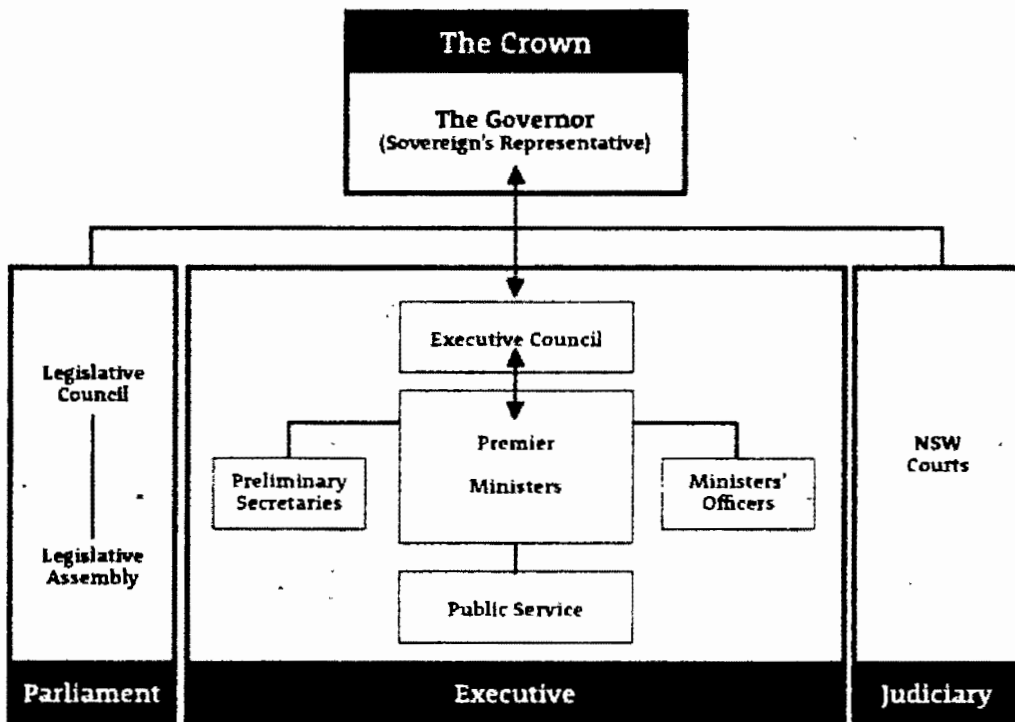 The Crown
The Governor
(Sovereign's Representative)
Executive Council
Legislative
Council
Premier
Ministers
Preliminary
Secretaries
Ministers'
Officers
NSW
Courts
Legislative
Assembly
Public Service
Parliament
Executive
Judiciary